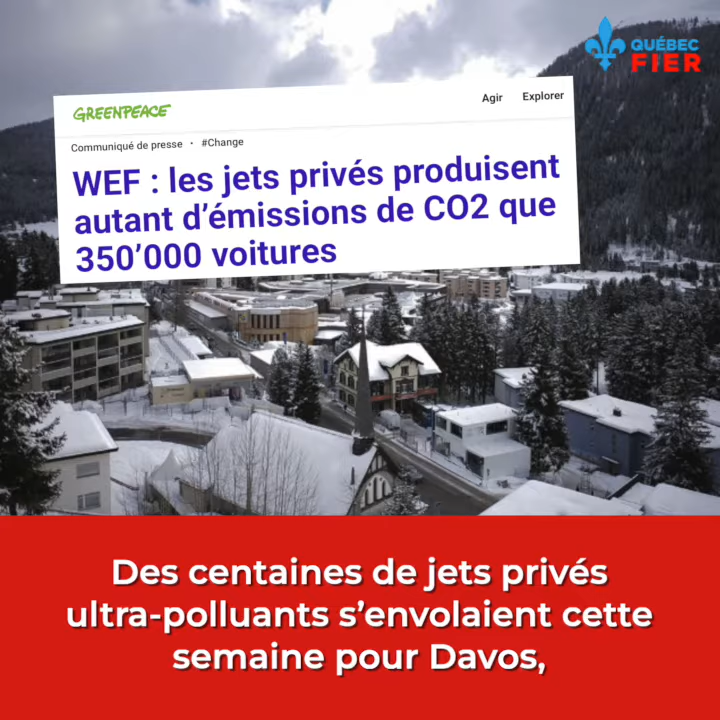 QUÉBEC
FIER
GREENPEACE
Agir Explorer
Communiqué de presse · #Change
WEF : les jets privés produisent
autant d’émissions de CO2 que
350’000 voitures
Des centaines de jets privés
ultra-polluants s’envolaient cette
semaine pour Davos,